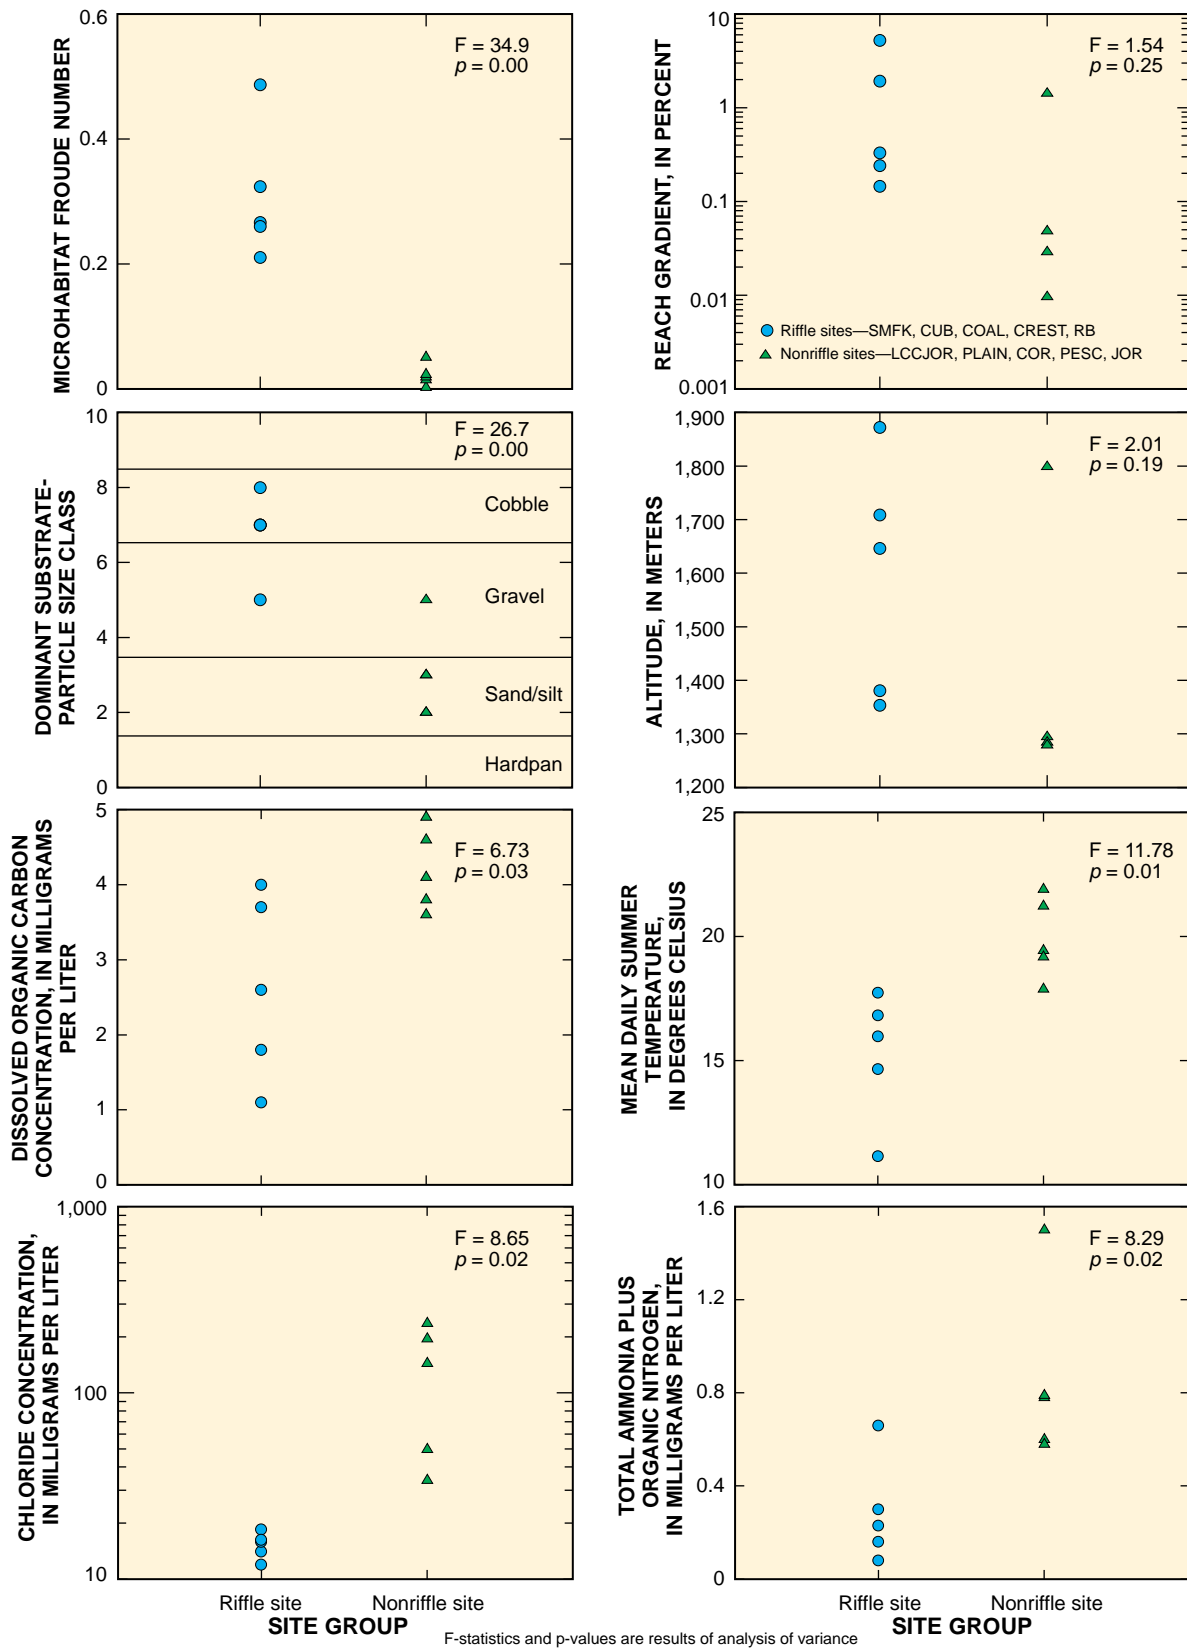 MICROHABITAT FROUDE NUMBER
0.6
0.4
0.2
0
F = 34.9
p = 0.00
REACH GRADIENT, IN PERCENT
10
1
0.1
0.01
0.001
F = 1.54
p = 0.25
Riffle sites—SMFK, CUB, COAL, CREST, RB
Nonriffle sites—LCCJOR, PLAIN, COR, PESC, JOR
DOMINANT SUBSTRATE-
PARTICLE SIZE CLASS
10
8
6
4
2
0
F = 26.7
p = 0.00
Cobble
Gravel
Sand/silt
Hardpan
ALTITUDE, IN METERS
1,900
1,800
1,700
1,600
1,500
1,400
1,300
1,200
F = 2.01
p = 0.19
DISSOLVED ORGANIC CARBON
CONCENTRATION, IN MILLIGRAMS
PER LITER
5
4
3
2
1
0
F = 6.73
p = 0.03
MEAN DAILY SUMMER
TEMPERATURE,
IN DEGREES CELSIUS
25
20
15
10
F = 11.78
p = 0.01
CHLORIDE CONCENTRATION,
IN MILLIGRAMS PER LITER
1,000
100
10
F = 8.65
p = 0.02
Riffle site
Nonriffle site
SITE GROUP
TOTAL AMMONIA PLUS
ORGANIC NITROGEN,
IN MILLIGRAMS PER LITER
1.6
1.2
0.8
0.4
0
F = 8.29
p = 0.02
Riffle site
Nonriffle site
SITE GROUP
F-statistics and p-values are results of analysis of variance